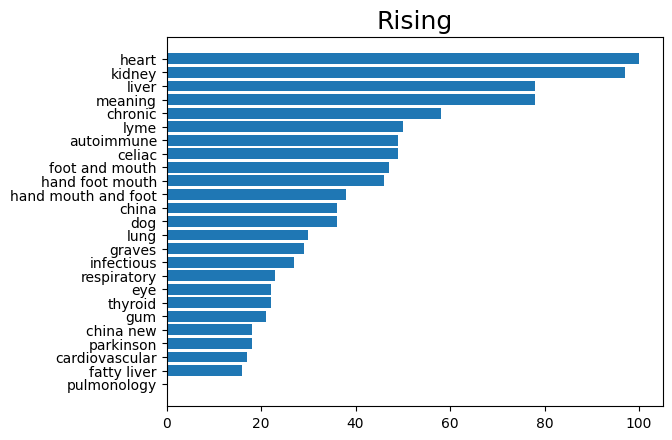 Rising
heart
kidney
liver
meaning
chronic
lyme
autoimmune
celiac
foot and mouth
hand foot mouth
hand mouth and foot
china
dog
lung
graves
infectious
respiratory
eye
thyroid
gum
china new
parkinson
cardiovascular
fatty liver
pulmonology
0 20 40 60 80 100